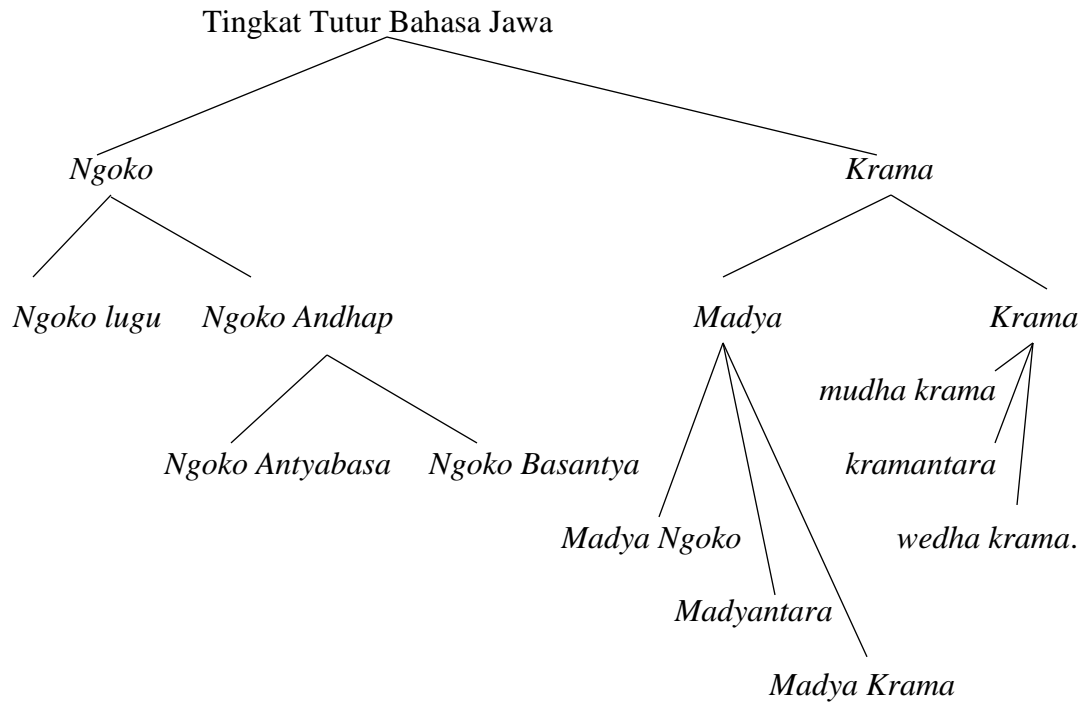 Tingkat Tutur Bahasa Jawa
Ngoko Krama
Ngoko lugu Ngoko Andhap Madya Krama
mudha krama
Ngoko Antyabasa Ngoko Basantya kramantara
Madya Ngoko wedha krama.
Madyantara
Madya Krama